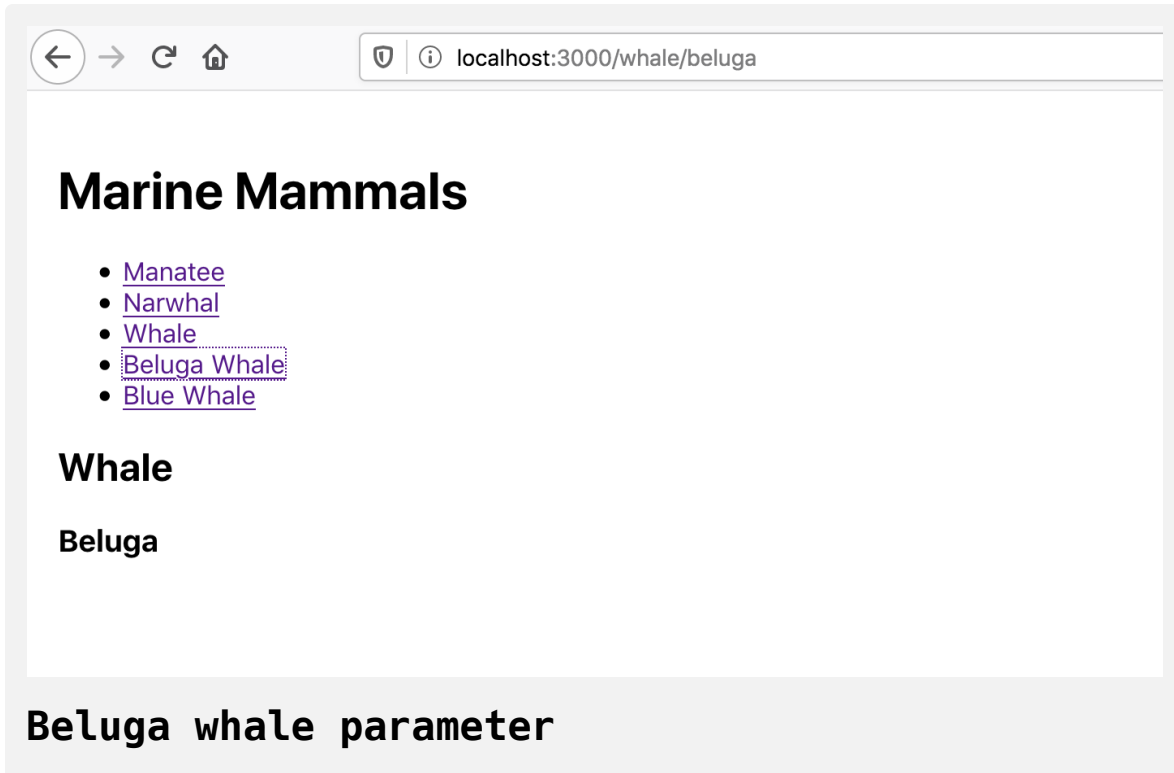 localhost:3000/whale/beluga
Marine Mammals
Manatee
Narwhal
Whale
Beluga Whale
Blue Whale
Whale
Beluga
Beluga whale parameter